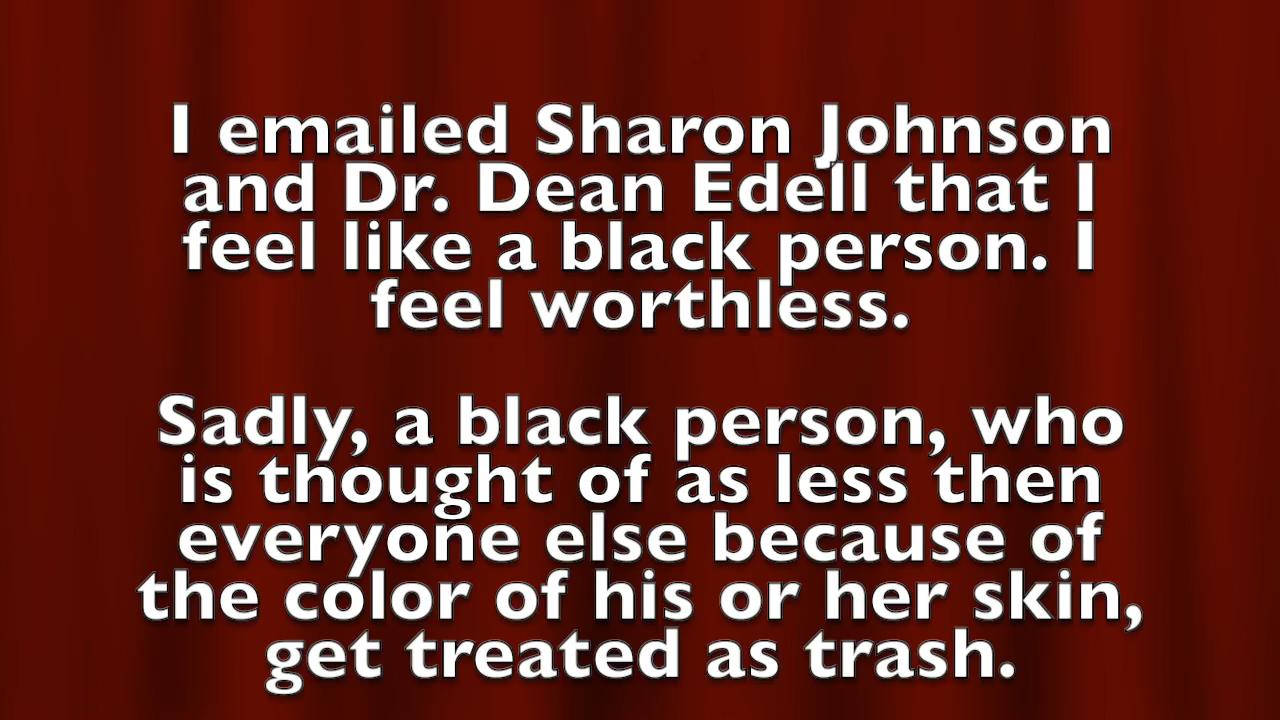 I emailed Sharon Johnson
and Dr. Dean Edell that I
feel like a black person. I
feel worthless.
Sadly, a black person, who
is thought of as less then
everyone else because of
the color of his or her skin,
get treated as trash.